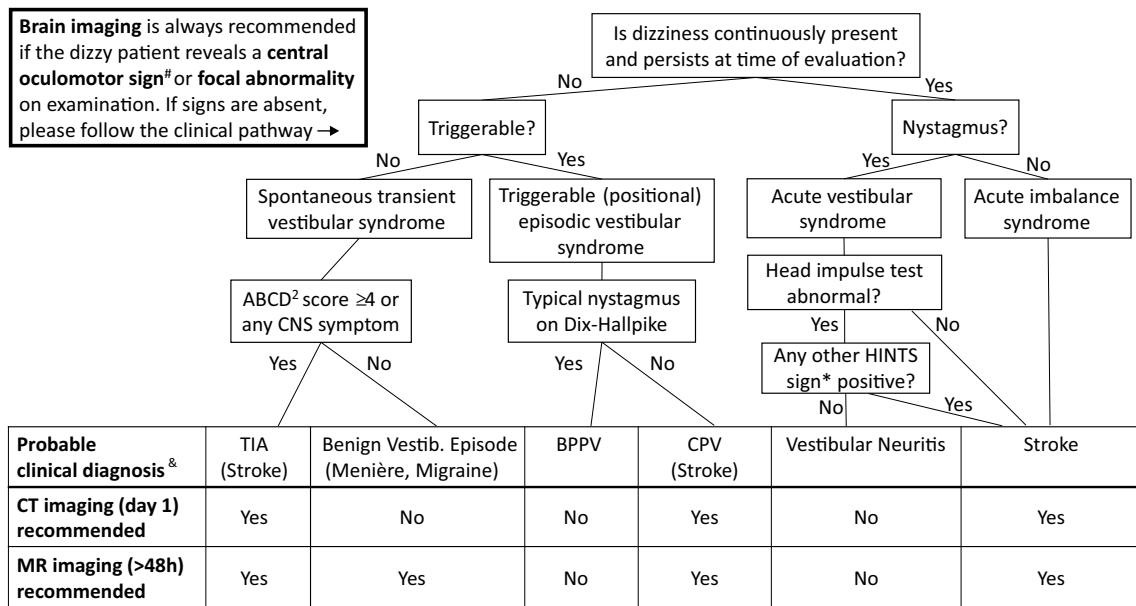 Brain imaging is always recommended
if the dizzy patient reveals a central
oculomotor sign# or focal abnormality
on examination. If signs are absent,
please follow the clinical pathway →
Is dizziness continuously present
and persists at time of evaluation?
No
Yes
Triggerable?
Nystagmus?
No
Yes
Yes
No
Spontaneous transient
vestibular syndrome
Triggerable (positional)
episodic vestibular
syndrome
Acute vestibular
syndrome
Acute imbalance
syndrome
Head impulse test
abnormal?
ABCD² score ≥4 or
any CNS symptom
Typical nystagmus
on Dix-Hallpike
Yes
No
Any other HINTS
sign* positive?
Yes
No
Yes
No
No
Yes
Probable
clinical diagnosis &
TIA
(Stroke)
Benign Vestib. Episode
(Menière, Migraine)
BPPV
CPV
(Stroke)
Vestibular Neuritis
Stroke
CT imaging (day 1)
recommended
Yes
No
No
Yes
No
Yes
MR imaging (>48h)
recommended
Yes
Yes
No
Yes
No
Yes